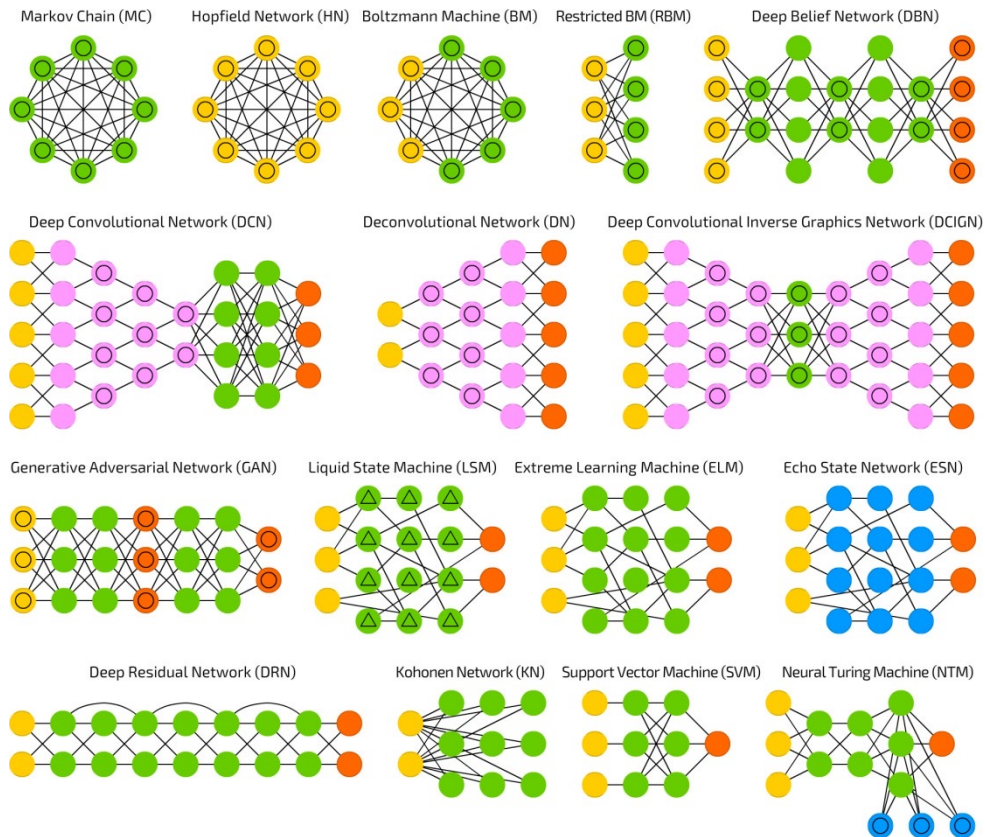 Markov Chain (MC)
Hopfield Network (HN)
Boltzmann Machine (BM)
Restricted BM (RBM)
Deep Belief Network (DBN)
Deep Convolutional Network (DCN)
Deconvolutional Network (DN)
Deep Convolutional Inverse Graphics Network (DCIGN)
Generative Adversarial Network (GAN)
Liquid State Machine (LSM)
Extreme Learning Machine (ELM)
Echo State Network (ESN)
Deep Residual Network (DRN)
Kohonen Network (KN)
Support Vector Machine (SVM)
Neural Turing Machine (NTM)